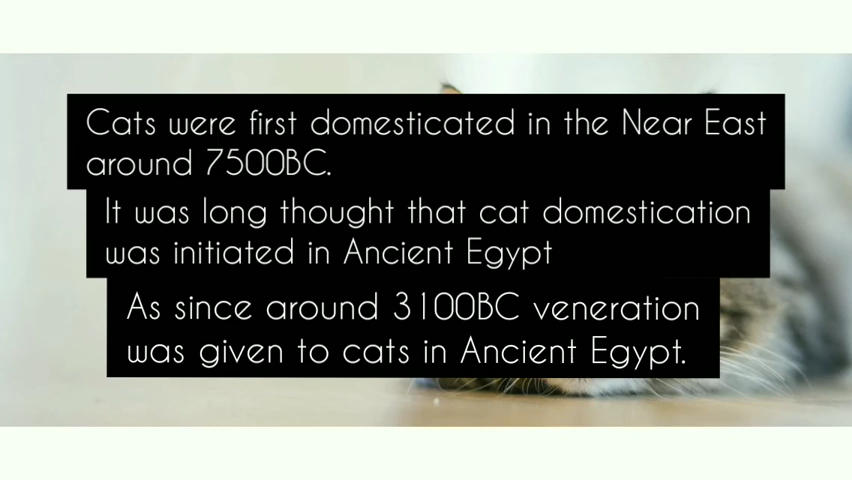 Cats were first domesticated in the Near East
around 7500BC.
It was long thought that cat domestication
was initiated in Ancient Egypt
As since around 3100BC veneration
was given to cats in Ancient Egypt.